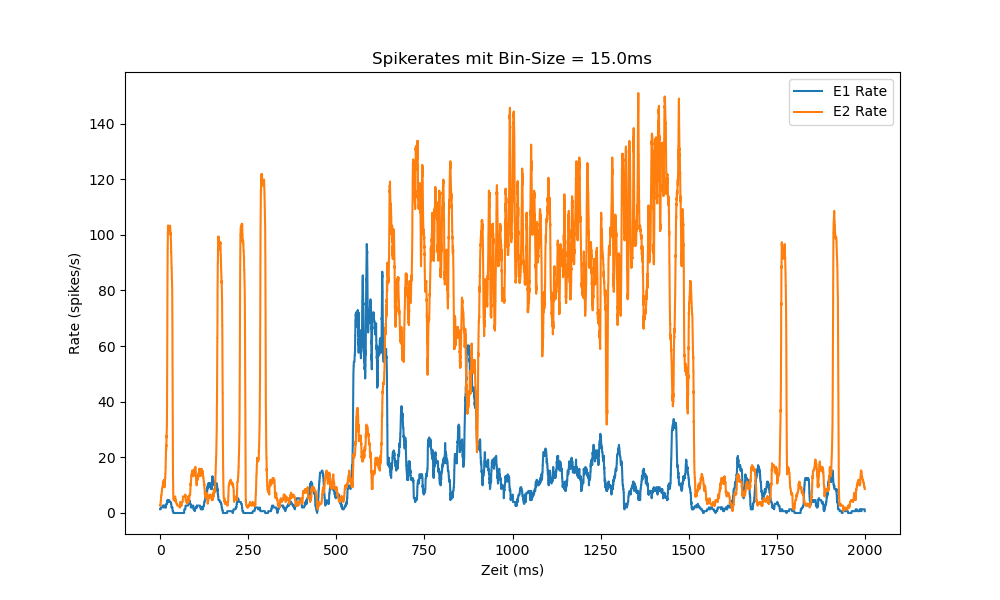 Spikerates mit Bin-Size = 15.0ms
E1 Rate
E2 Rate
Rate (spikes/s)
140
120
100
80
60
40
20
0
0 250 500 750 1000 1250 1500 1750 2000
Zeit (ms)